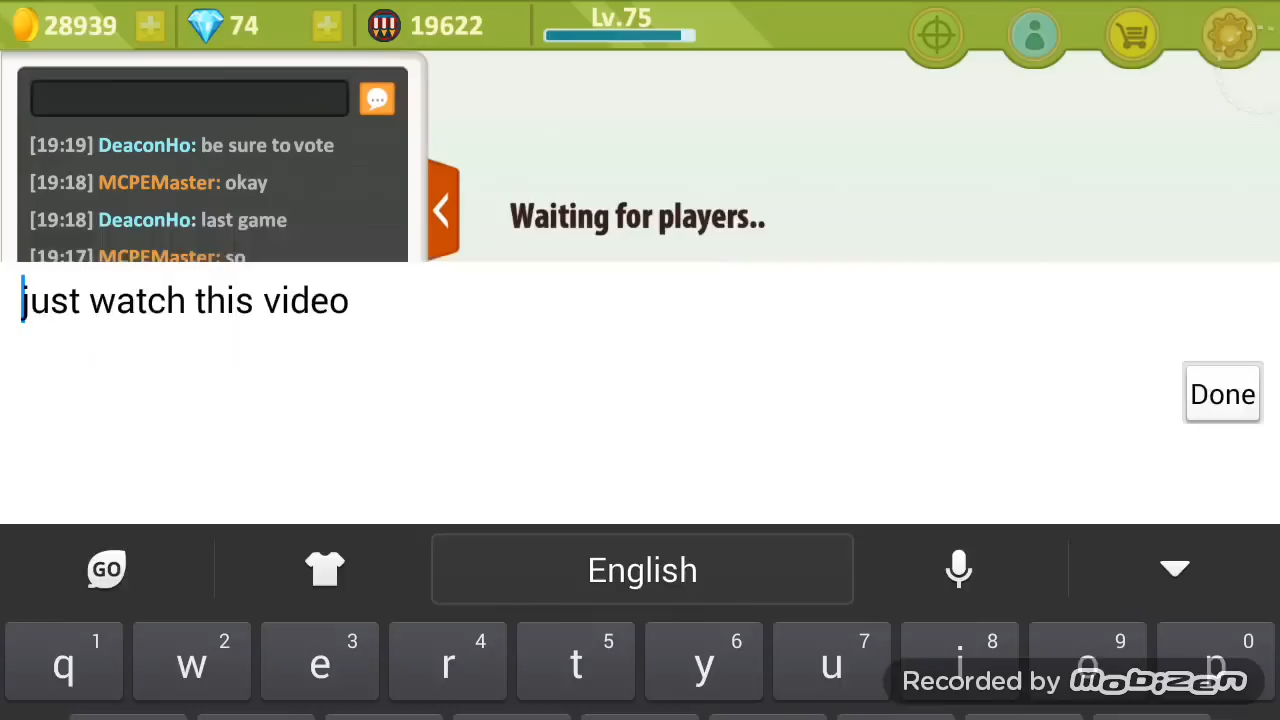 28939
74
19622
Lv.75
[19:19] DeaconHo: be sure to vote
[19:18] MCPEMaster: okay
[19:18] DeaconHo: last game
[19:17] MCPEMaster: so
Waiting for players..
just watch this video
Done
GO
English
1 2 3 4 5 6 7 8 9 0
q w e r t y u i o p
Recorded by Mobizen